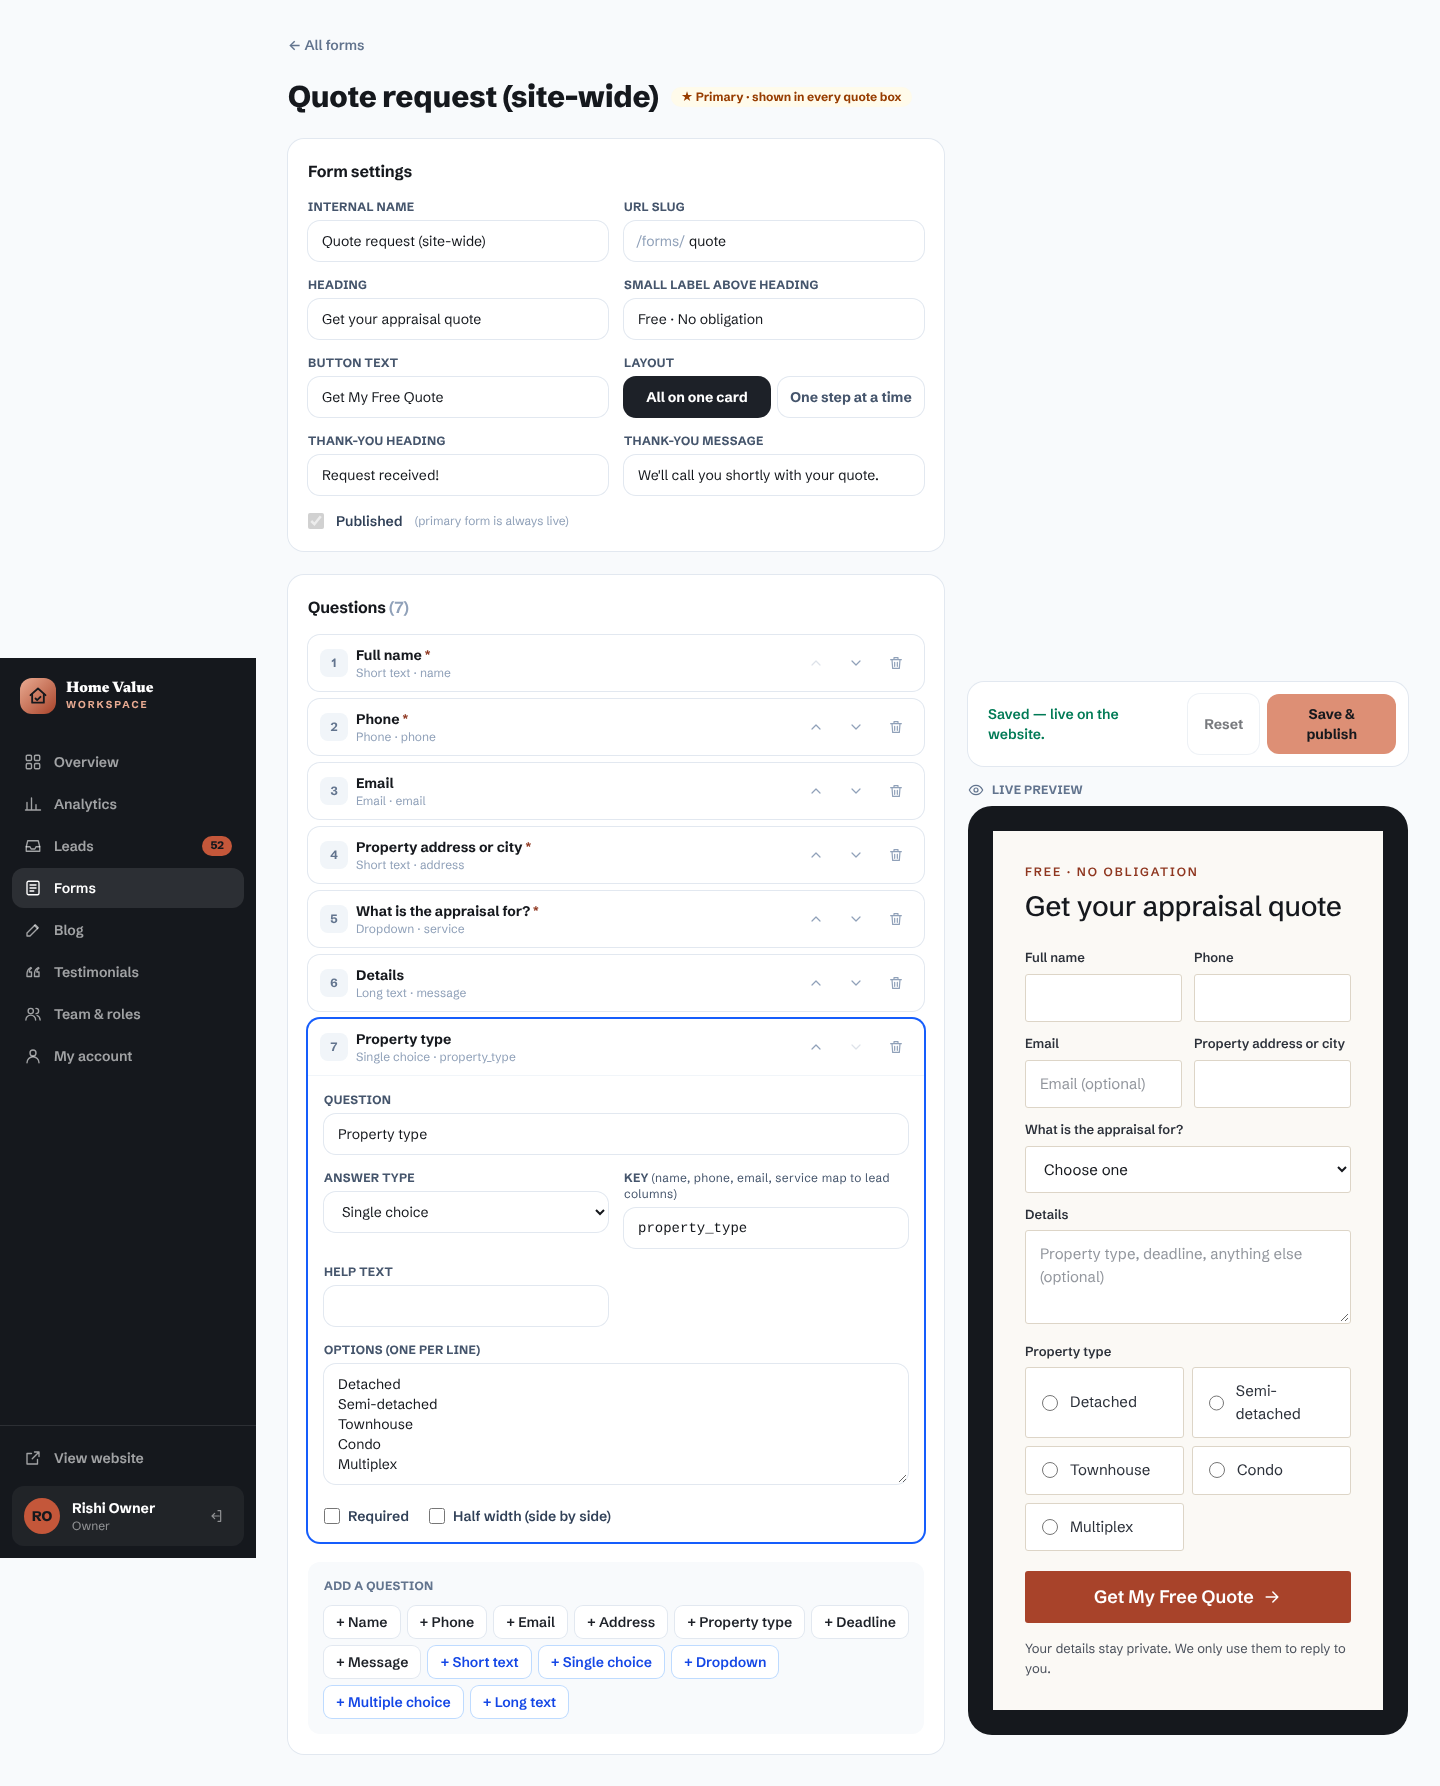 ← All forms
Quote request (site-wide)
★ Primary · shown in every quote box
Form settings
INTERNAL NAME
Quote request (site-wide)
URL SLUG
/forms/ quote
HEADING
Get your appraisal quote
SMALL LABEL ABOVE HEADING
Free · No obligation
BUTTON TEXT
Get My Free Quote
LAYOUT
All on one card
One step at a time
THANK-YOU HEADING
Request received!
THANK-YOU MESSAGE
We'll call you shortly with your quote.
Published (primary form is always live)
Questions (7)
1
Full name *
Short text · name
2
Phone *
Phone · phone
3
Email
Email · email
4
Property address or city *
Short text · address
5
What is the appraisal for? *
Dropdown · service
6
Details
Long text · message
7
Property type
Single choice · property_type
QUESTION
Property type
ANSWER TYPE
Single choice
KEY (name, phone, email, service map to lead
columns)
property_type
HELP TEXT
OPTIONS (ONE PER LINE)
Detached
Semi-detached
Townhouse
Condo
Multiplex
Required
Half width (side by side)
ADD A QUESTION
+ Name
+ Phone
+ Email
+ Address
+ Property type
+ Deadline
+ Message
+ Short text
+ Single choice
+ Dropdown
+ Multiple choice
+ Long text
Home Value
WORKSPACE
Overview
Analytics
Leads
52
Forms
Blog
Testimonials
Team & roles
My account
View website
RO
Rishi Owner
Owner
Saved — live on the
website.
Reset
Save &
publish
LIVE PREVIEW
FREE · NO OBLIGATION
Get your appraisal quote
Full name
Phone
Email
Property address or city
Email (optional)
What is the appraisal for?
Choose one
Details
Property type, deadline, anything else
(optional)
Property type
Detached
Semi-
detached
Townhouse
Condo
Multiplex
Get My Free Quote →
Your details stay private. We only use them to reply to
you.